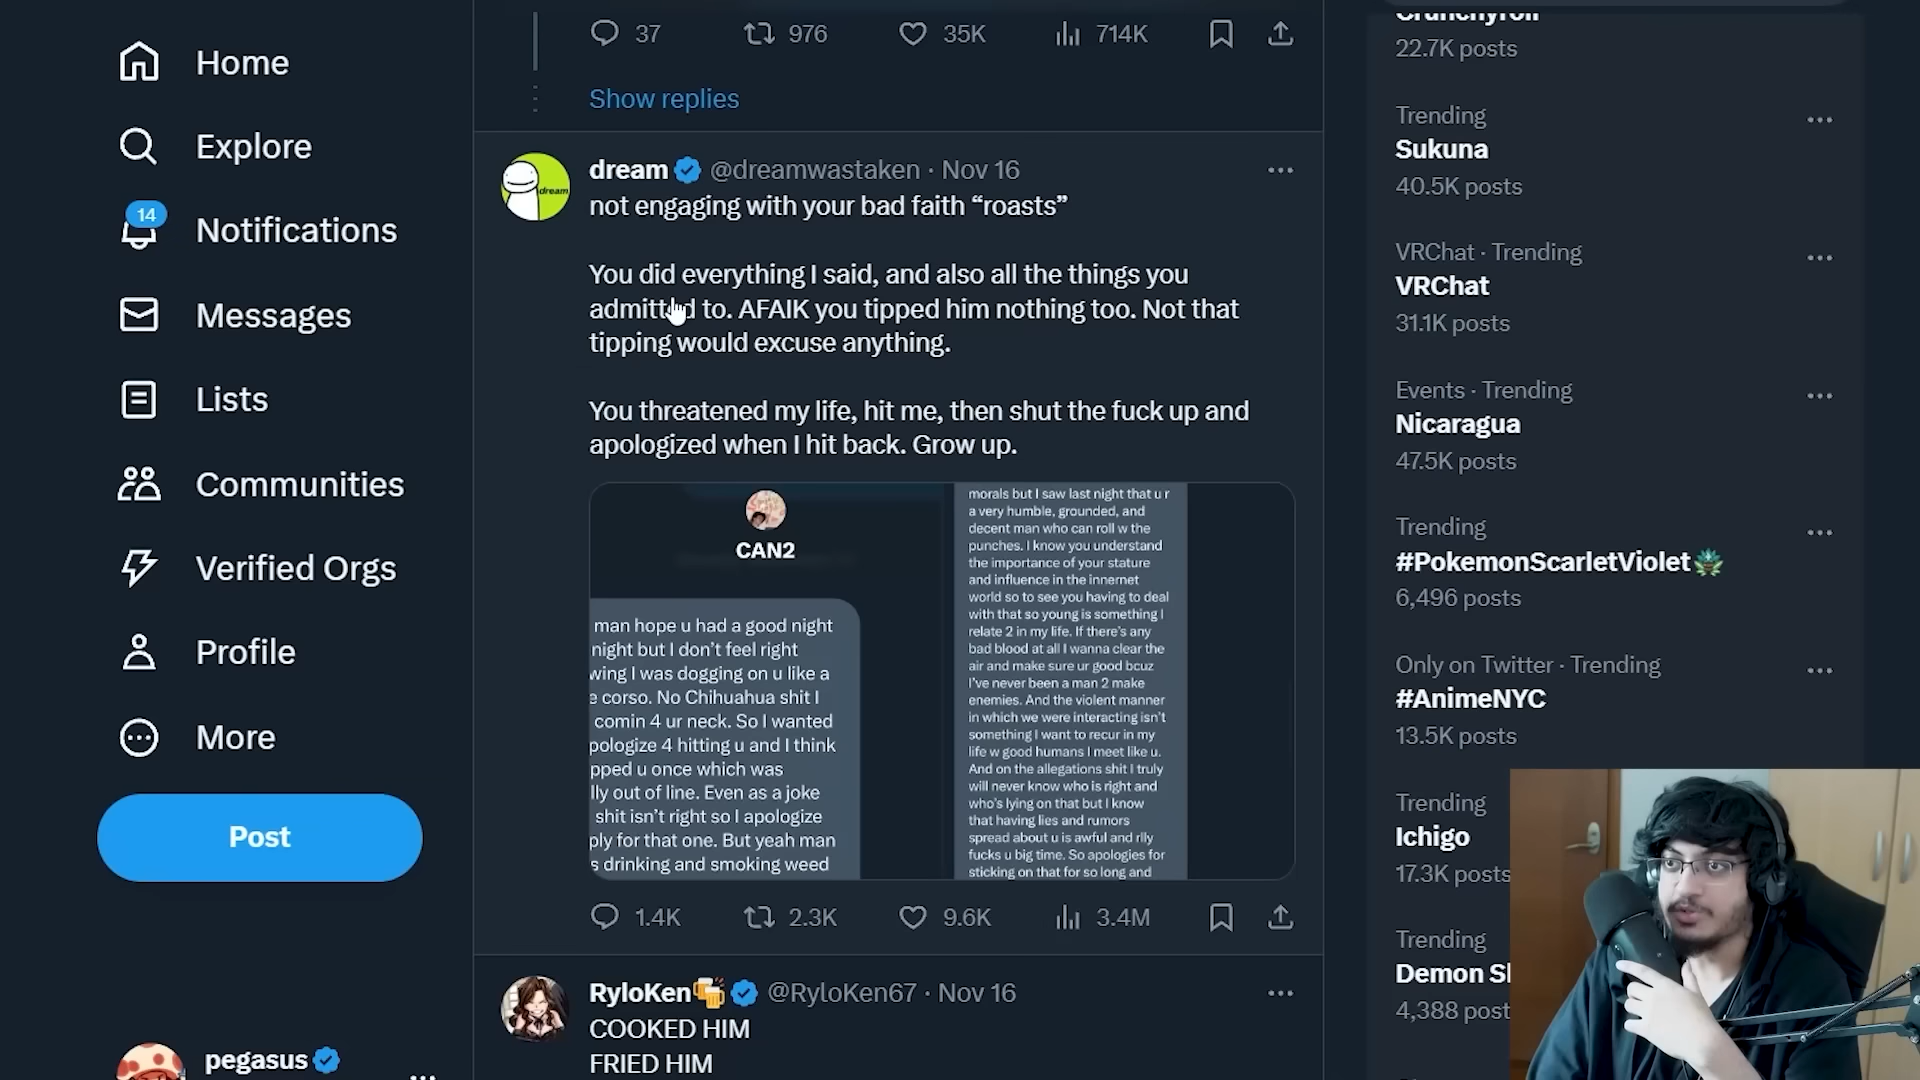 Home
Explore
14
Notifications
Messages
Lists
Communities
Verified Orgs
Profile
More
Post
pegasus
37 976 35K 714K
Show replies
dream @dreamwastaken · Nov 16
not engaging with your bad faith “roasts”
You did everything I said, and also all the things you
admitted to. AFAIK you tipped him nothing too. Not that
tipping would excuse anything.
You threatened my life, hit me, then shut the fuck up and
apologized when I hit back. Grow up.
dream
CAN2
man hope u had a good night
night but I don’t feel right
wing I was dogging on u like a
e corso. No Chihuahua shit I
comin 4 ur neck. So I wanted
pologize 4 hitting u and I think
pped u once which was
lly out of line. Even as a joke
shit isn’t right so I apologize
ply for that one. But yeah man
s drinking and smoking weed
morals but I saw last night that u r
a very humble, grounded, and
decent man who can roll w the
punches. I know you understand
the importance of your stature
and influence in the innernet
world so to see you having to deal
with that so young is something I
relate 2 in my life. If there’s any
bad blood at all I wanna clear the
air and make sure ur good bcuz
I’ve never been a man 2 make
enemies. And the violent manner
in which we were interacting isn’t
something I want to recur in my
life w good humans I meet like u.
And on the allegations shit I truly
will never know who is right and
who’s lying on that but I know
that having lies and rumors
spread about u is awful and rlly
fucks u big time. So apologies for
sticking on that for so long and
1.4K 2.3K 9.6K 3.4M
RyloKen🍻 @RyloKen67 · Nov 16
COOKED HIM
FRIED HIM
Crunchyroll
22.7K posts
Trending
Sukuna
40.5K posts
VRChat · Trending
VRChat
31.1K posts
Events · Trending
Nicaragua
47.5K posts
Trending
#PokemonScarletViolet
6,496 posts
Only on Twitter · Trending
#AnimeNYC
13.5K posts
Trending
Ichigo
17.3K posts
Trending
Demon Sl
4,388 post